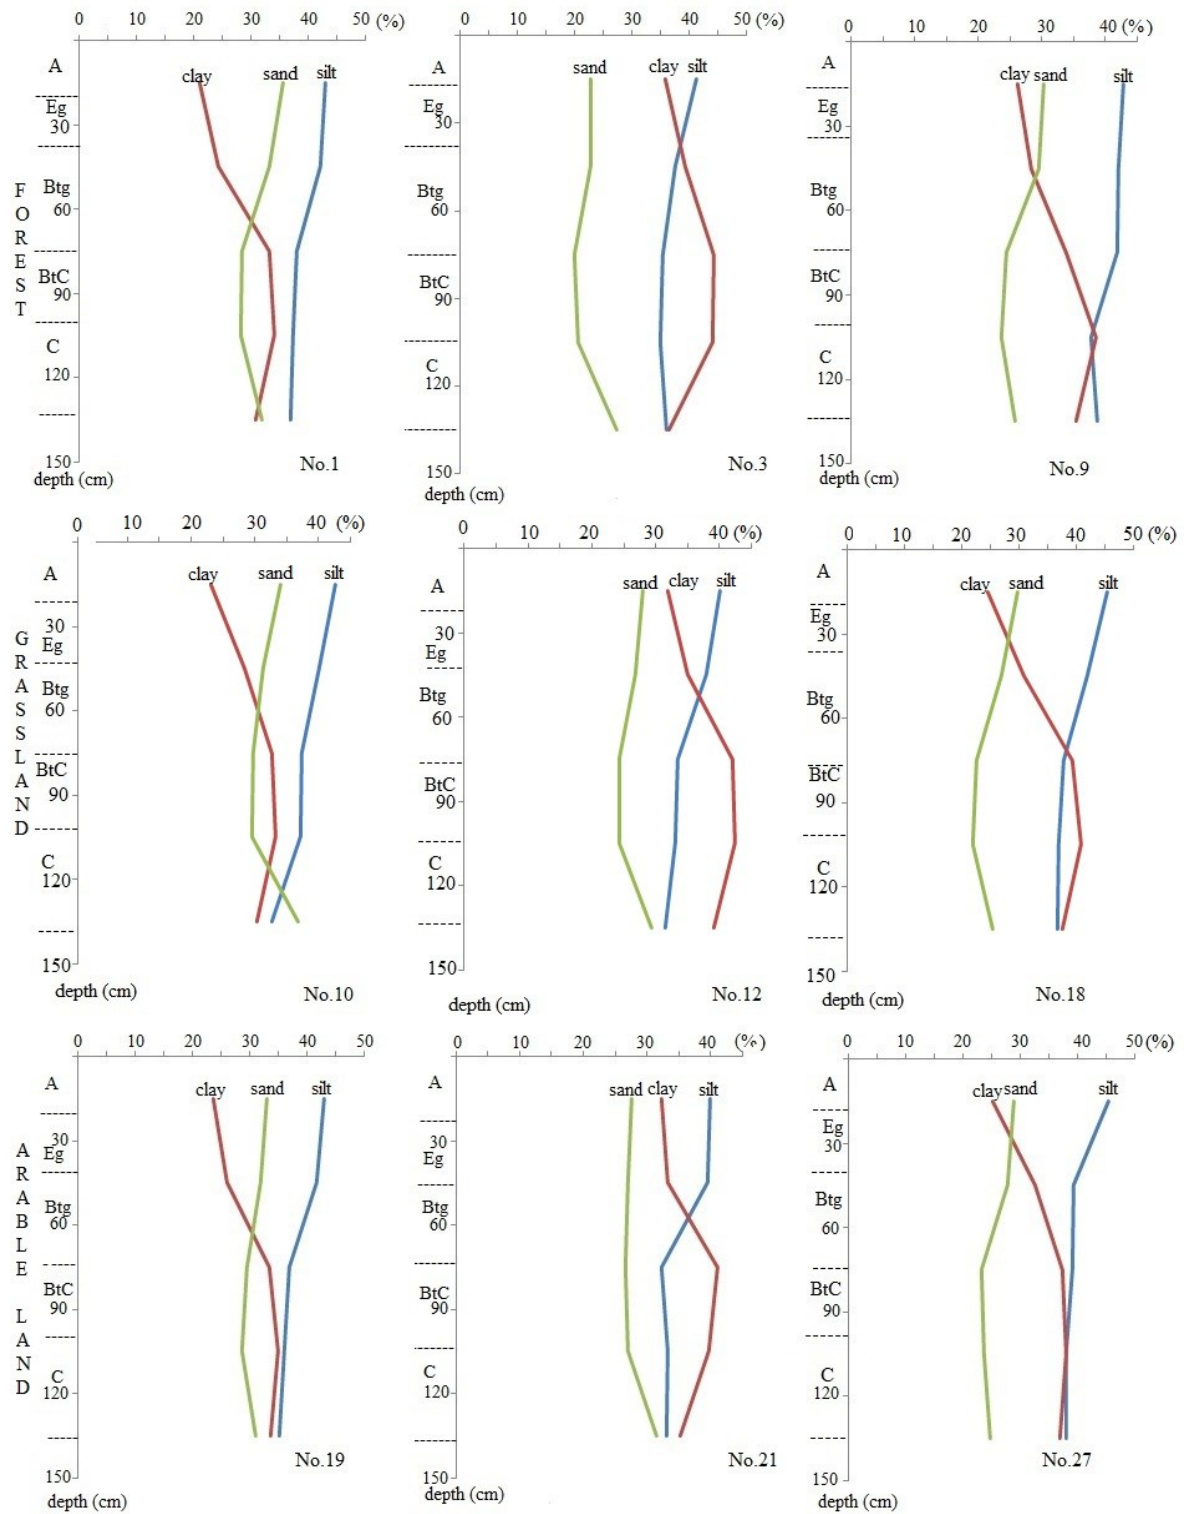 0 10 20 30 40 50 (%)
A
clay sand silt
Eg
30
Btg
60
BtC
90
C
120
150
depth (cm)
No.1
FOREST
0 10 20 30 40 50 (%)
A
sand clay silt
Eg
30
Btg
60
BtC
90
C
120
150
depth (cm)
No.3
0 10 20 30 40 (%)
A
clay sand silt
Eg
30
Btg
60
BtC
90
C
120
150
depth (cm)
No.9
0 10 20 30 40 (%)
A
clay sand silt
30
Eg
Btg
60
BtC
90
C
120
150
depth (cm)
No.10
GRASSLAND
0 10 20 30 40 (%)
A
sand clay silt
30
Eg
Btg
60
BtC
90
C
120
150
depth (cm)
No.12
0 10 20 30 40 50 (%)
A
clay sand silt
Eg
30
Btg
60
BtC
90
C
120
150
depth (cm)
No.18
0 10 20 30 40 50
A
clay sand silt
30
Eg
Btg
60
BtC
90
C
120
150
depth (cm)
No.19
ARABLE LAND
0 10 20 30 40 (%)
A
sand clay silt
30
Eg
Btg
60
BtC
90
C
120
150
depth (cm)
No.21
0 10 20 30 40 50 (%)
A
clay sand silt
Eg
30
Btg
60
BtC
90
C
120
150
depth (cm)
No.27